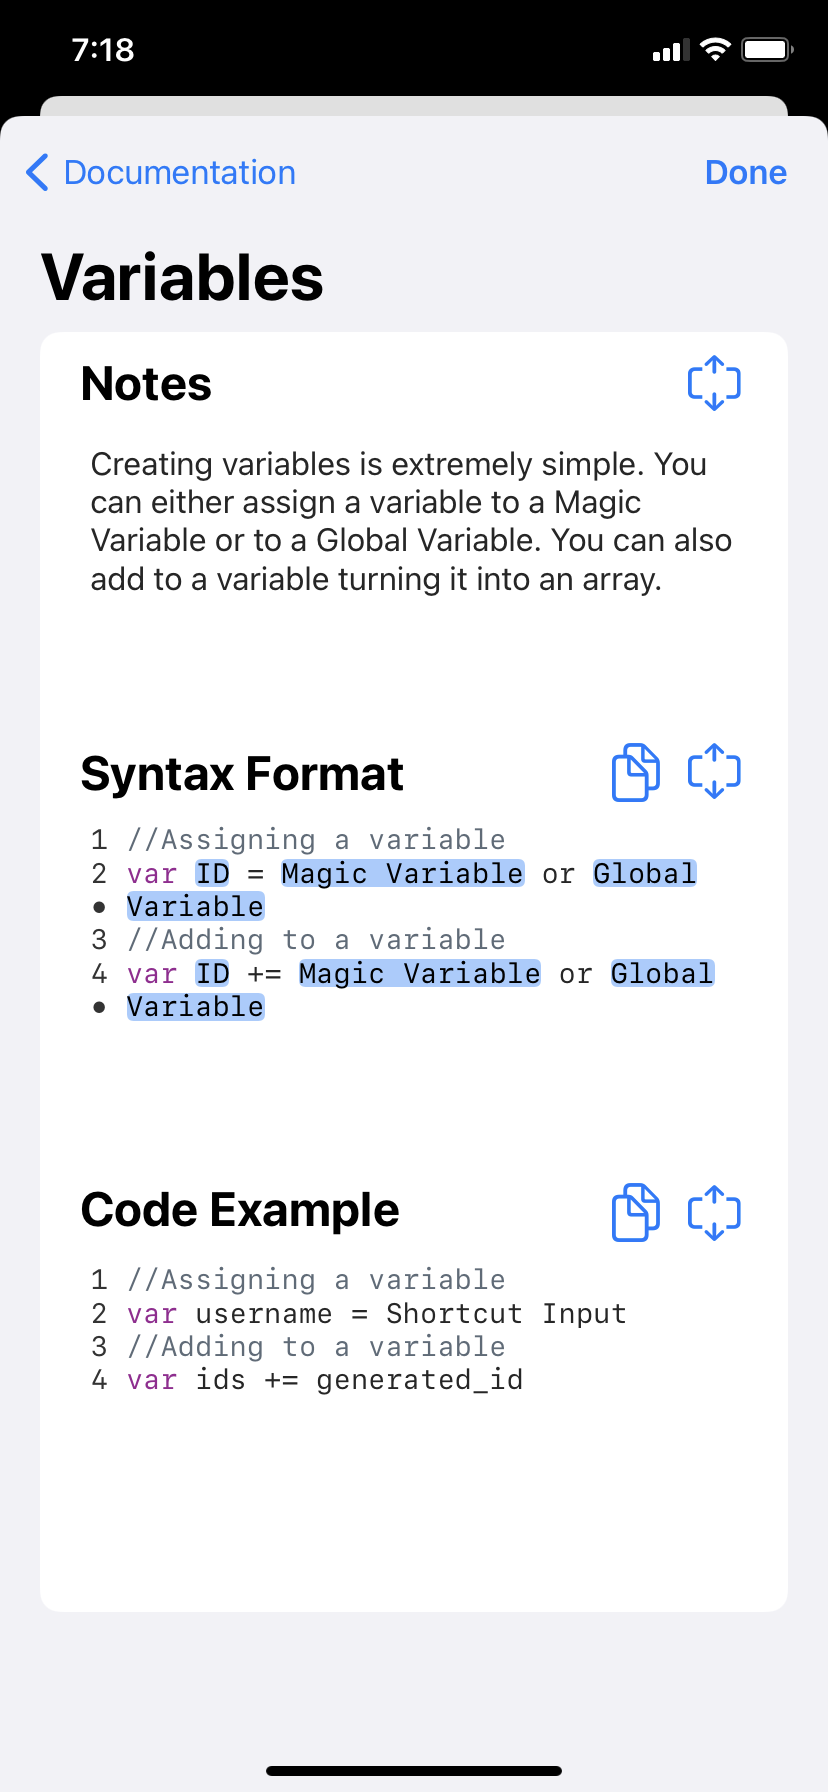 7:18
Documentation
Done
Variables
Notes
Creating variables is extremely simple. You
can either assign a variable to a Magic
Variable or to a Global Variable. You can also
add to a variable turning it into an array.
Syntax Format
1 //Assigning a variable
2 var ID = Magic Variable or Global
• Variable
3 //Adding to a variable
4 var ID += Magic Variable or Global
• Variable
Code Example
1 //Assigning a variable
2 var username = Shortcut Input
3 //Adding to a variable
4 var ids += generated_id